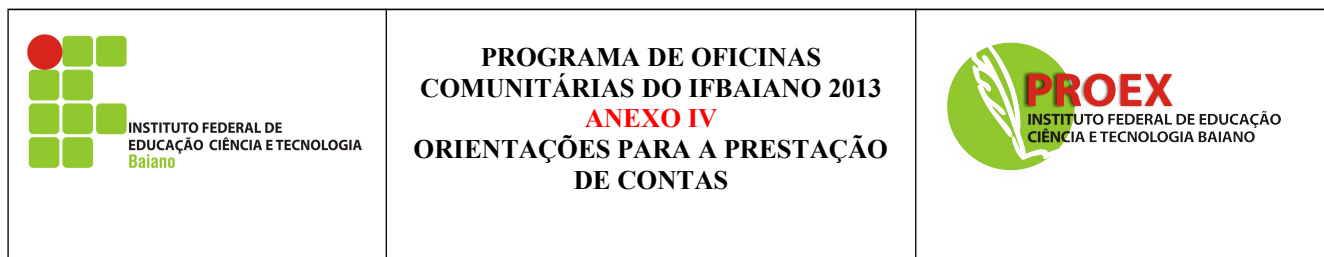 INSTITUTO FEDERAL DE
EDUCAÇÃO CIÊNCIA E TECNOLOGIA
Baiano
PROGRAMA DE OFICINAS
COMUNITÁRIAS DO IFBAIANO 2013
ANEXO IV
ORIENTAÇÕES PARA A PRESTAÇÃO
DE CONTAS
PROEX
INSTITUTO FEDERAL DE EDUCAÇÃO
CIÊNCIA E TECNOLOGIA BAIANO